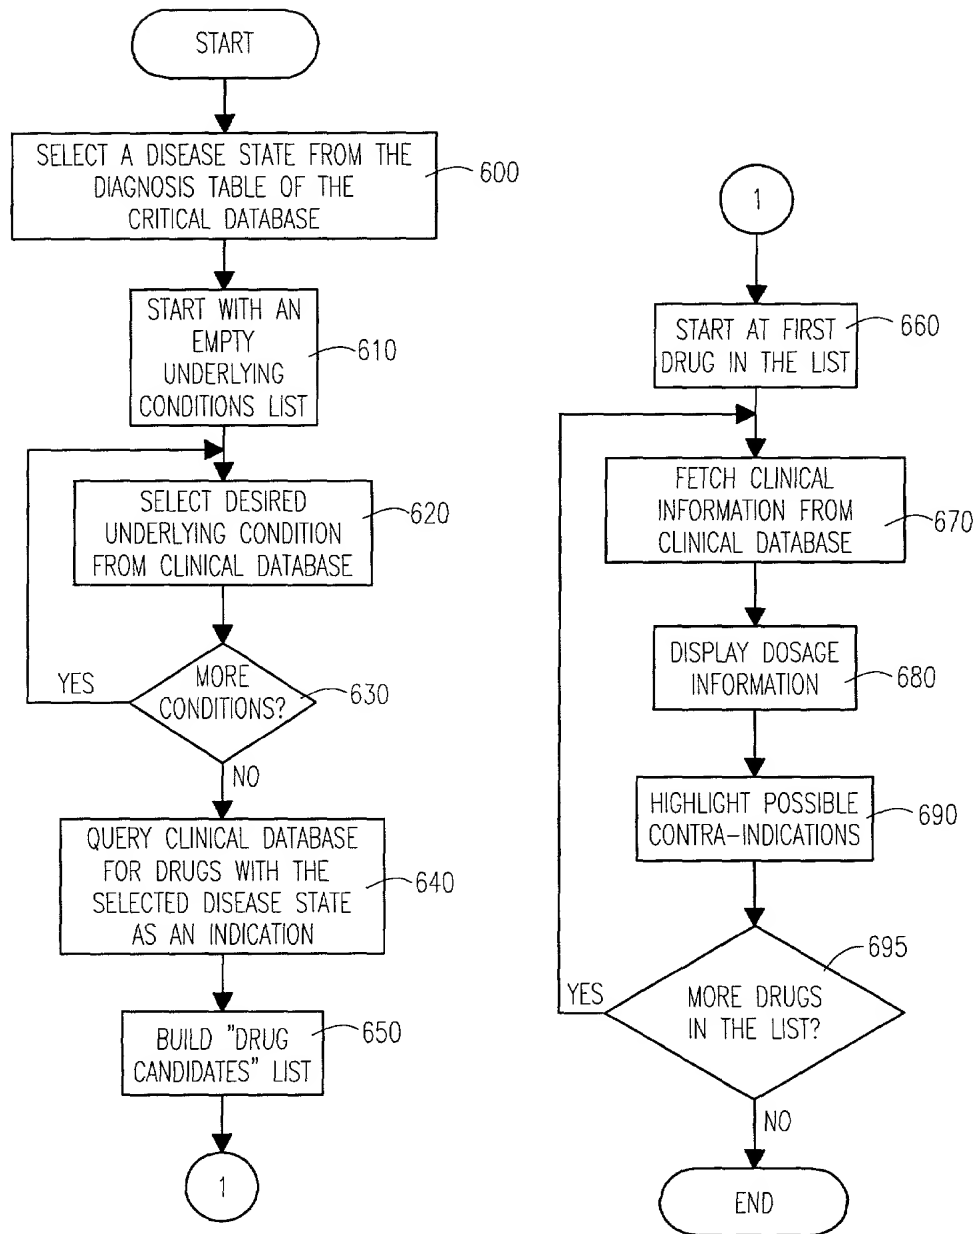 START
SELECT A DISEASE STATE FROM THE
DIAGNOSIS TABLE OF THE
CRITICAL DATABASE
600
START WITH AN
EMPTY
UNDERLYING
CONDITIONS LIST
610
SELECT DESIRED
UNDERLYING CONDITION
FROM CLINICAL DATABASE
620
MORE
CONDITIONS?
630
YES
NO
QUERY CLINICAL DATABASE
FOR DRUGS WITH THE
SELECTED DISEASE STATE
AS AN INDICATION
640
BUILD "DRUG
CANDIDATES" LIST
650
1
1
START AT FIRST
DRUG IN THE LIST
660
FETCH CLINICAL
INFORMATION FROM
CLINICAL DATABASE
670
DISPLAY DOSAGE
INFORMATION
680
HIGHLIGHT POSSIBLE
CONTRA-INDICATIONS
690
MORE DRUGS
IN THE LIST?
695
YES
NO
END